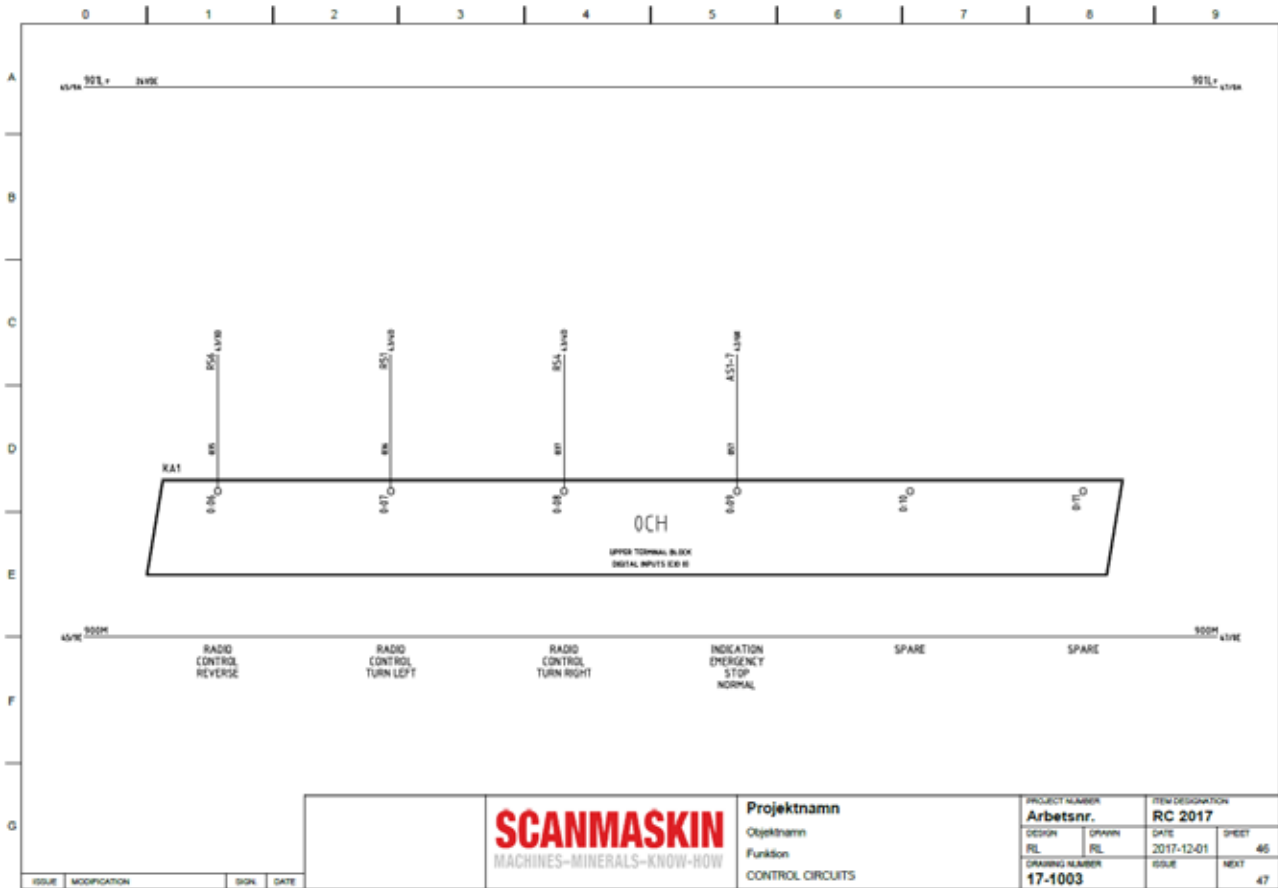 0 1 2 3 4 5 6 7 8 9
A
901L+ 24VDC
901L+
B
C
RS6
RS1
RS4
AS1-7
D
KA1
0.06
0.07
0.08
0.09
0.10
0.11
0CH
UPPER TERMINAL BLOCK
E
900M
900M
RADIO
CONTROL
REVERSE
RADIO
CONTROL
TURN LEFT
RADIO
CONTROL
TURN RIGHT
INDICATION
EMERGENCY
STOP
NORMAL
SPARE
SPARE
F
G
SCANMASKIN
MACHINES-MINERALS-KNOW-HOW
Projektnamn
Objektnamn
Funktion
CONTROL CIRCUITS
PROJECT NUMBER
Arbetsnr.
ITEM DESIGNATION
RC 2017
DESIGN
RL
DRAWN
RL
DATE
2017-12-01
SHEET
46
DRAWING NUMBER
17-1003
ISSUE
NEXT
47
ISSUE MODIFICATION SIGN. DATE